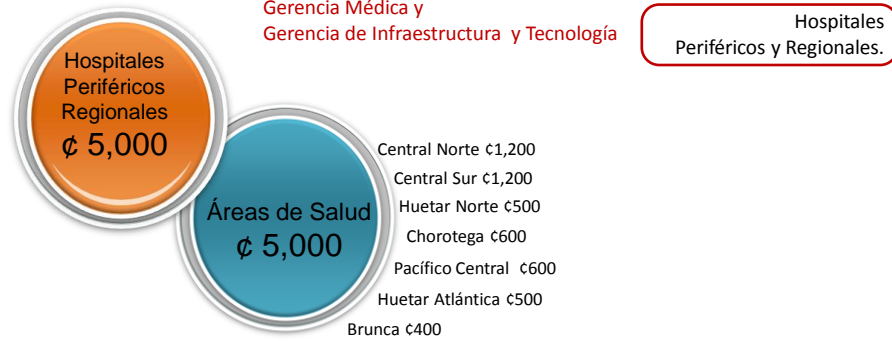 Gerencia Médica y
Gerencia de Infraestructura y Tecnología
Hospitales
Periféricos y Regionales.
Hospitales
Periféricos
Regionales
¢ 5,000
Áreas de Salud
¢ 5,000
Central Norte ¢1,200
Central Sur ¢1,200
Huetar Norte ¢500
Chorotega ¢600
Pacífico Central ¢600
Huetar Atlántica ¢500
Brunca ¢400